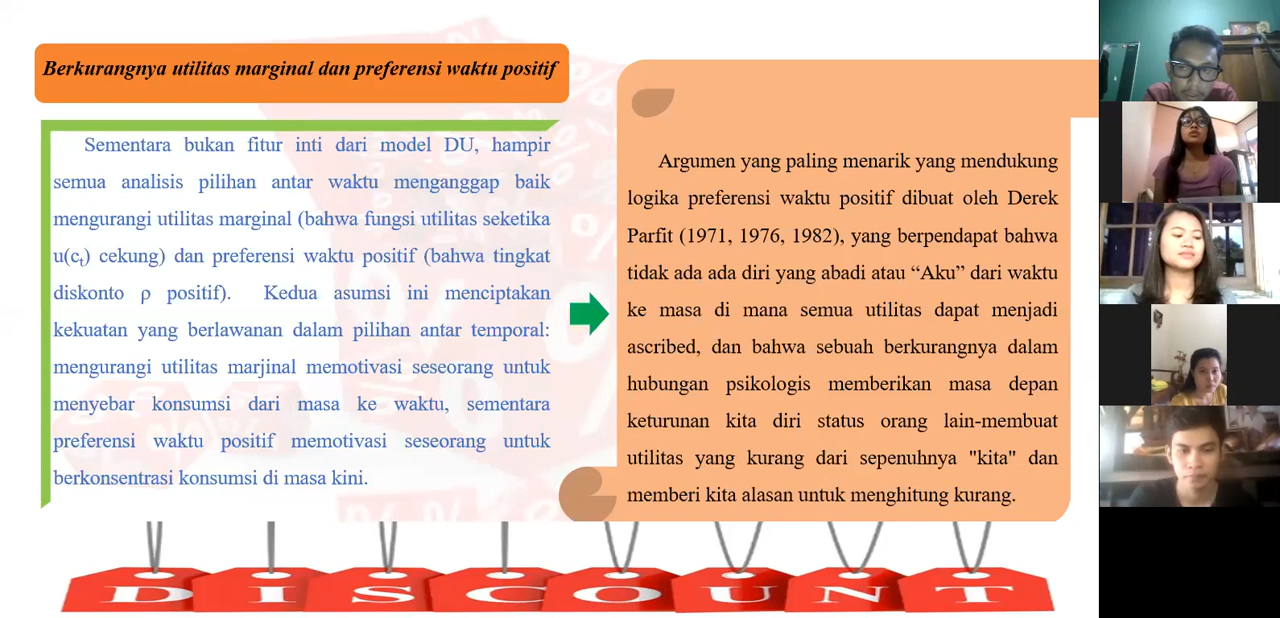 Berkurangnya utilitas marginal dan preferensi waktu positif
Sementara bukan fitur inti dari model DU, hampir
semua analisis pilihan antar waktu menganggap baik
mengurangi utilitas marginal (bahwa fungsi utilitas seketika
u(cₜ) cekung) dan preferensi waktu positif (bahwa tingkat
diskonto ρ positif). Kedua asumsi ini menciptakan
kekuatan yang berlawanan dalam pilihan antar temporal:
mengurangi utilitas marjinal memotivasi seseorang untuk
menyebar konsumsi dari masa ke waktu, sementara
preferensi waktu positif memotivasi seseorang untuk
berkonsentrasi konsumsi di masa kini.
Argumen yang paling menarik yang mendukung
logika preferensi waktu positif dibuat oleh Derek
Parfit (1971, 1976, 1982), yang berpendapat bahwa
tidak ada ada diri yang abadi atau “Aku” dari waktu
ke masa di mana semua utilitas dapat menjadi
ascribed, dan bahwa sebuah berkurangnya dalam
hubungan psikologis memberikan masa depan
keturunan kita diri status orang lain-membuat
utilitas yang kurang dari sepenuhnya "kita" dan
memberi kita alasan untuk menghitung kurang.
DISCOUNT